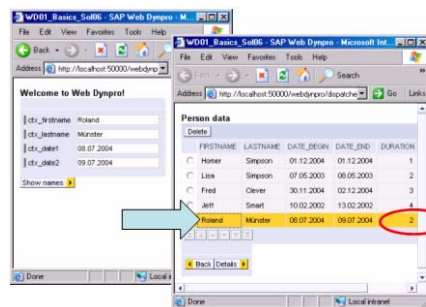 WD01_Basics_Sol06 - SAP Web Dynpro - M...
File Edit View Favorites Tools Help
Back
Address http://localhost:50000/webdynp
Welcome to Web Dynpro!
ctx_firstname Roland
ctx_lastname Münster
ctx_date1 08.07.2004
ctx_date2 09.07.2004
Show names
Done
Local i
WD01_Basics_Sol06 - SAP Web Dynpro - Microsoft Int...
File Edit View Favorites Tools Help
Back
Search
Address http://localhost:50000/webdynpro/dispatche
Go Links
Person data
Delete
FIRSTNAME LASTNAME DATE_BEGIN DATE_END DURATION
Homer Simpson 01.12.2004 01.12.2004 1
Lisa Simpson 07.05.2003 08.05.2003 2
Fred Clever 30.11.2004 02.12.2004 3
Jeff Smart 10.02.2002 13.02.2002 4
Roland Münster 08.07.2004 09.07.2004 2
Back Details
Done
Local intranet